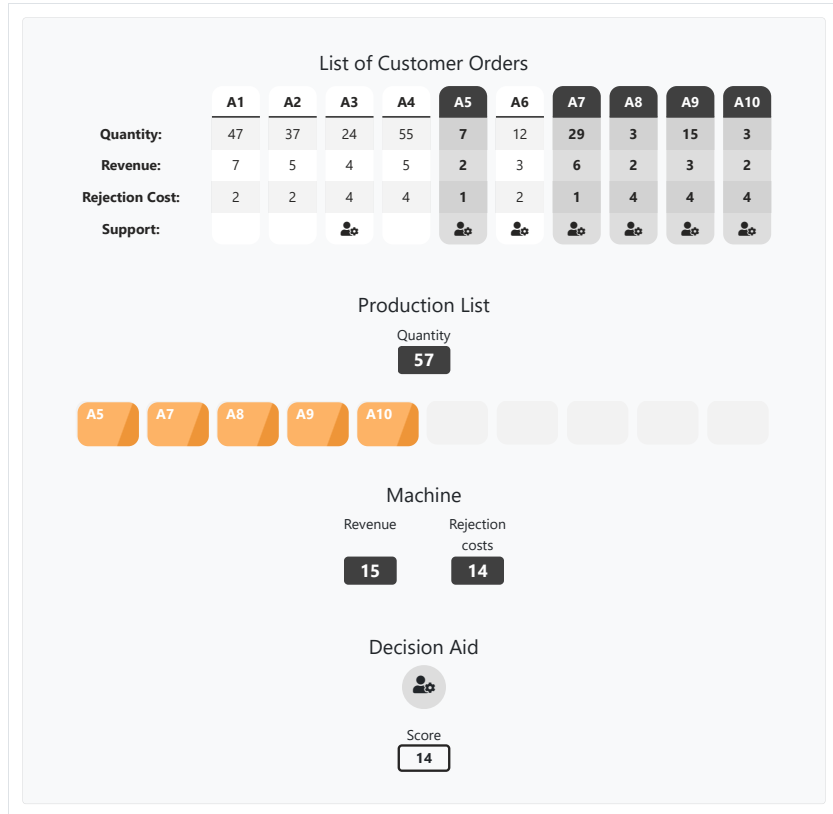 List of Customer Orders
A1 A2 A3 A4 A5 A6 A7 A8 A9 A10
Quantity: 47 37 24 55 7 12 29 3 15 3
Revenue: 7 5 4 5 2 3 6 2 3 2
Rejection Cost: 2 2 4 4 1 2 1 4 4 4
Support:
Production List
Quantity
57
A5 A7 A8 A9 A10
Machine
Revenue Rejection
costs
15 14
Decision Aid
Score
14